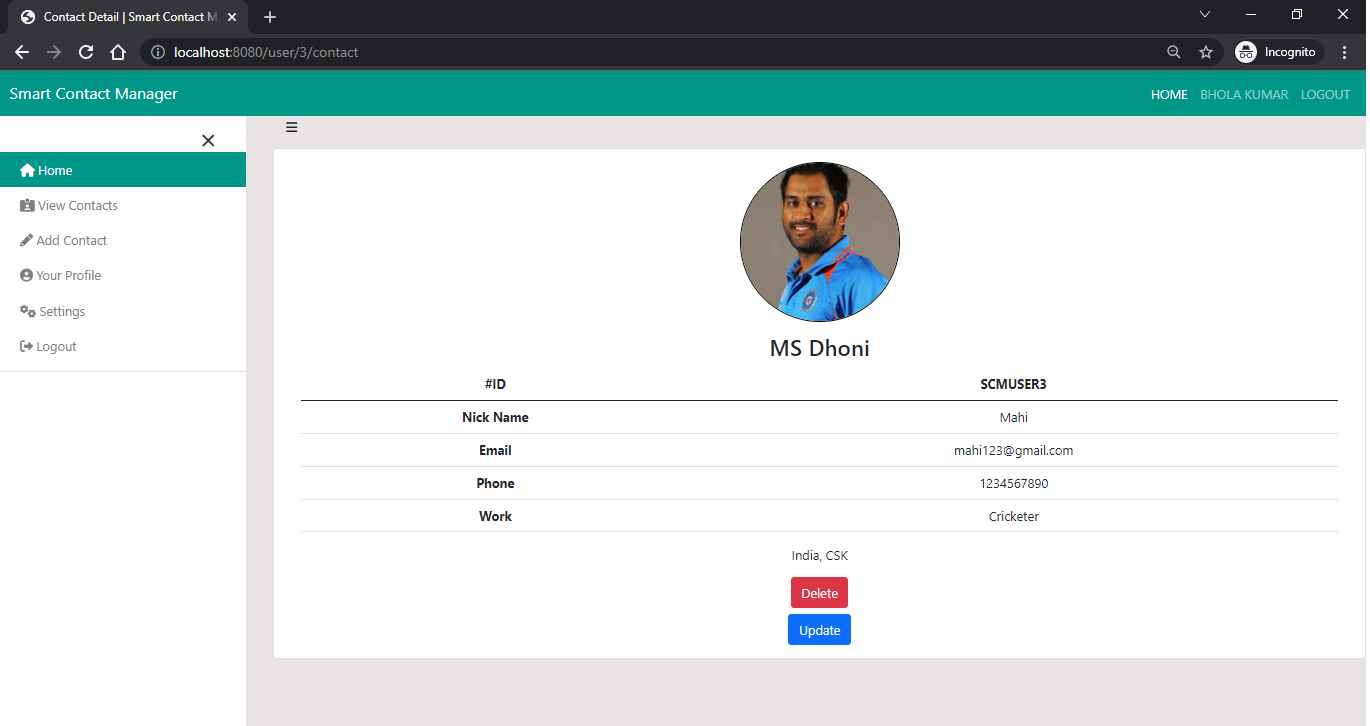 Contact Detail | Smart Contact M
localhost:8080/user/3/contact
Incognito
Smart Contact Manager
HOME BHOLA KUMAR LOGOUT
Home
View Contacts
Add Contact
Your Profile
Settings
Logout
MS Dhoni
#ID SCMUSER3
Nick Name Mahi
Email mahi123@gmail.com
Phone 1234567890
Work Cricketer
India, CSK
Delete
Update